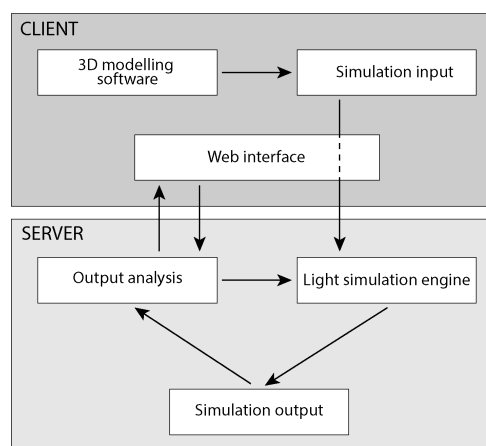 CLIENT
3D modelling
software
Simulation input
Web interface
SERVER
Output analysis
Light simulation engine
Simulation output